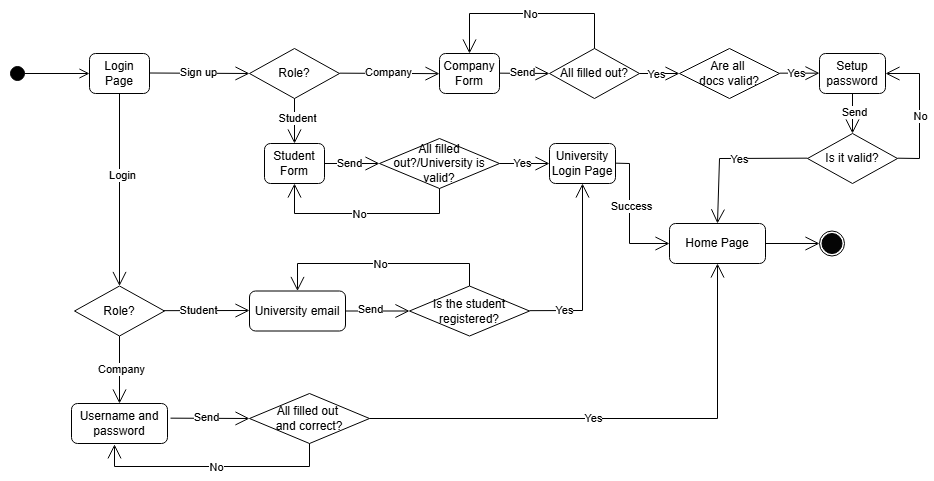 No
Login
Page
Sign up
Role?
Company
Company
Form
Send
All filled out?
Yes
Are all
docs valid?
Yes
Setup
password
Student
Send
No
Student
Form
Send
All filled
out?/University is
valid?
Yes
University
Login Page
Yes
Is it valid?
Login
No
Success
Home Page
No
Role?
Student
University email
Send
Is the student
registered?
Yes
Company
Username and
password
Send
All filled out
and correct?
Yes
No